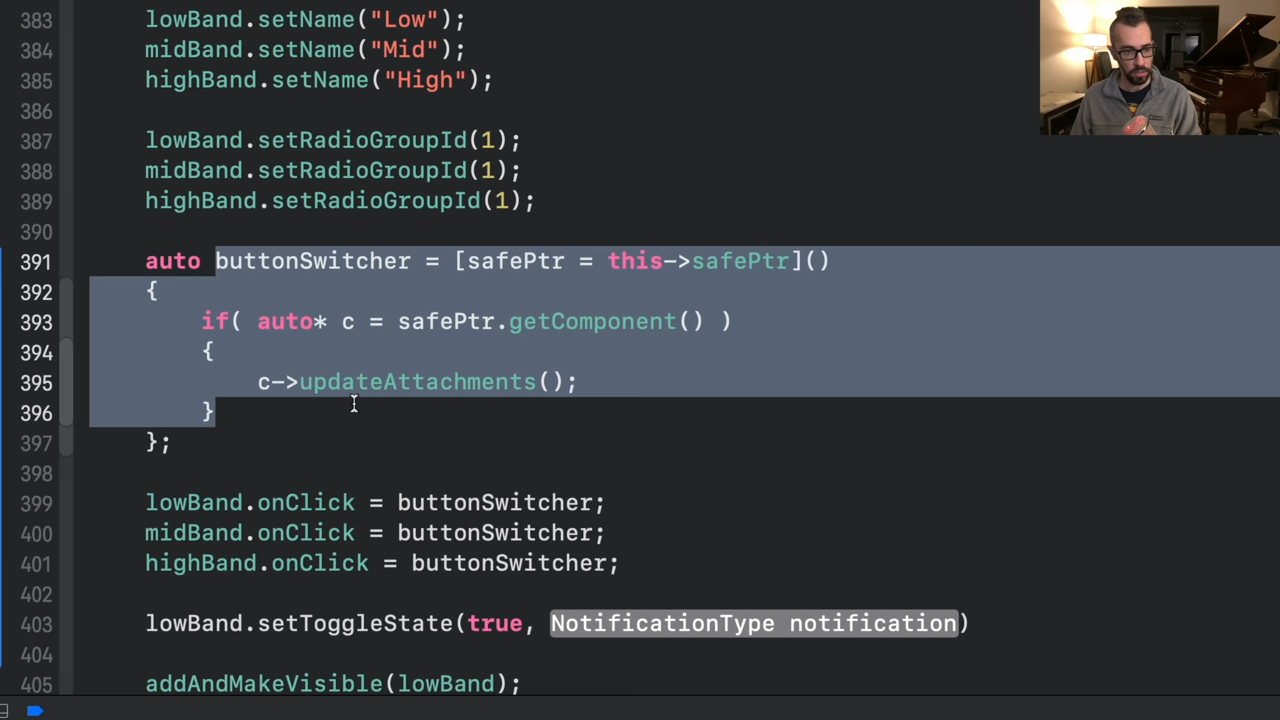 383 lowBand.setName("Low");
384 midBand.setName("Mid");
385 highBand.setName("High");
386
387 lowBand.setRadioGroupId(1);
388 midBand.setRadioGroupId(1);
389 highBand.setRadioGroupId(1);
390
391 auto buttonSwitcher = [safePtr = this->safePtr]()
392 {
393 if( auto* c = safePtr.getComponent() )
394 {
395 c->updateAttachments();
396 }
397 };
398
399 lowBand.onClick = buttonSwitcher;
400 midBand.onClick = buttonSwitcher;
401 highBand.onClick = buttonSwitcher;
402
403 lowBand.setToggleState(true, NotificationType notification)
404
405 addAndMakeVisible(lowBand);